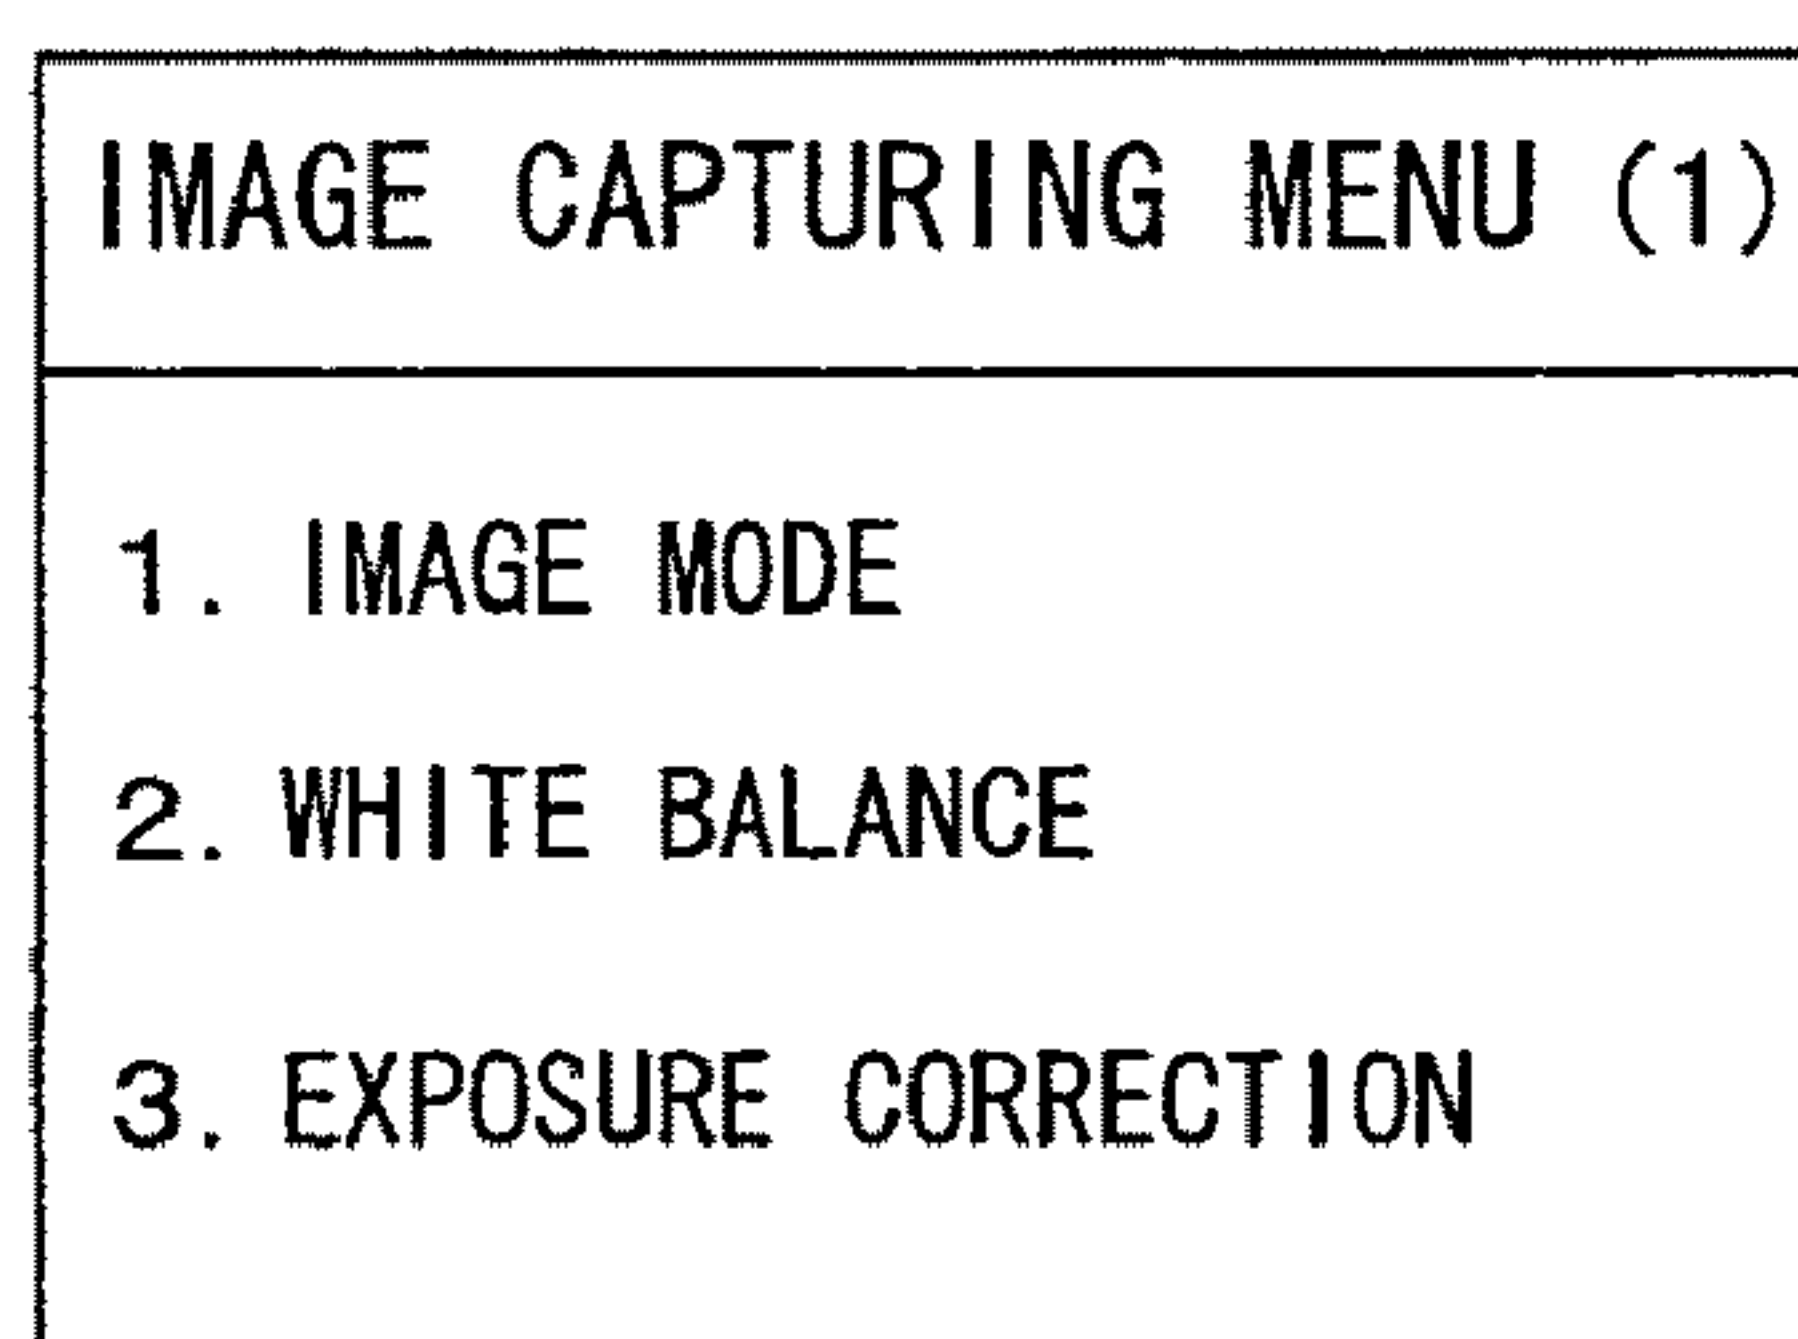 IMAGE CAPTURING MENU (1)
1. IMAGE MODE
2. WHITE BALANCE
3. EXPOSURE CORRECTION